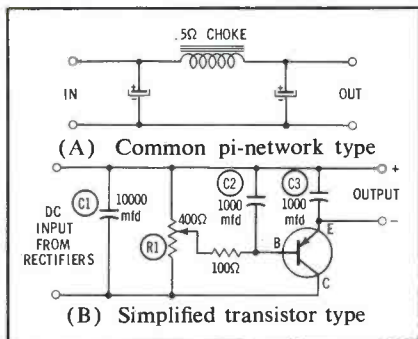 .5Ω CHOKE
IN
OUT
(A) Common pi-network type
C1
10000
mfd
DC
INPUT
FROM
RECTIFIERS
R1
400Ω
100Ω
C2
1000
mfd
C3
1000
mfd
+
OUTPUT
-
B
E
C
(B) Simplified transistor type